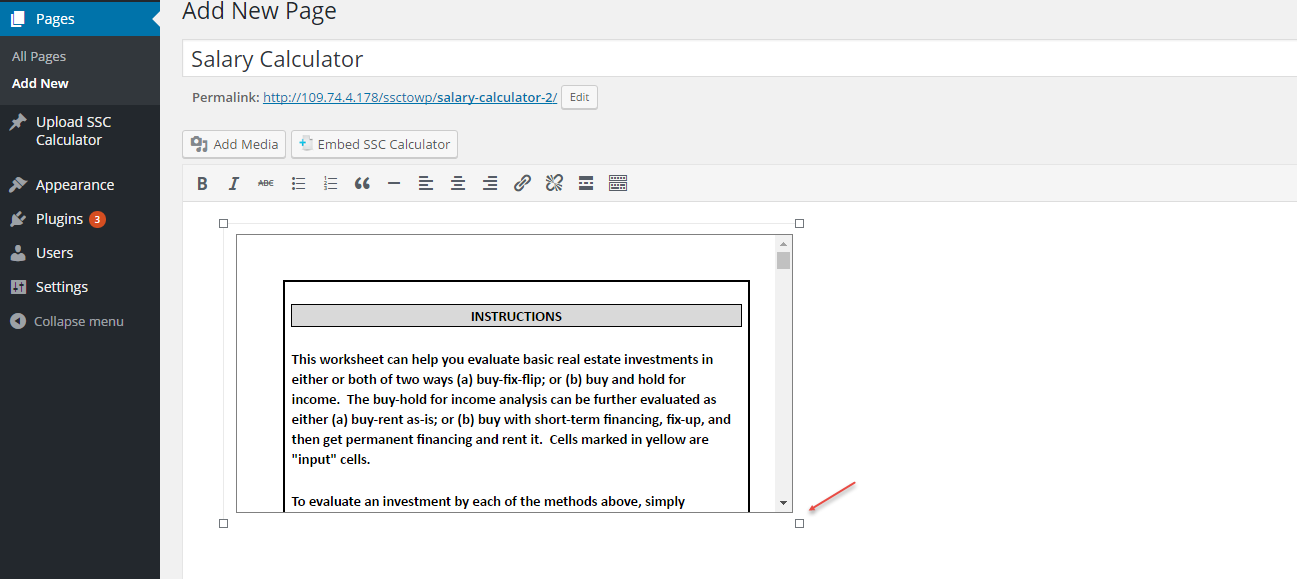 Pages
All Pages
Add New
Upload SSC
Calculator
Appearance
Plugins 3
Users
Settings
Collapse menu
Add New Page
Salary Calculator
Permalink: http://109.74.4.178/ssctowp/salary-calculator-2/ Edit
Add Media Embed SSC Calculator
B I ABC
INSTRUCTIONS
This worksheet can help you evaluate basic real estate investments in
either or both of two ways (a) buy-fix-flip; or (b) buy and hold for
income. The buy-hold for income analysis can be further evaluated as
either (a) buy-rent as-is; or (b) buy with short-term financing, fix-up, and
then get permanent financing and rent it. Cells marked in yellow are
"input" cells.
To evaluate an investment by each of the methods above, simply